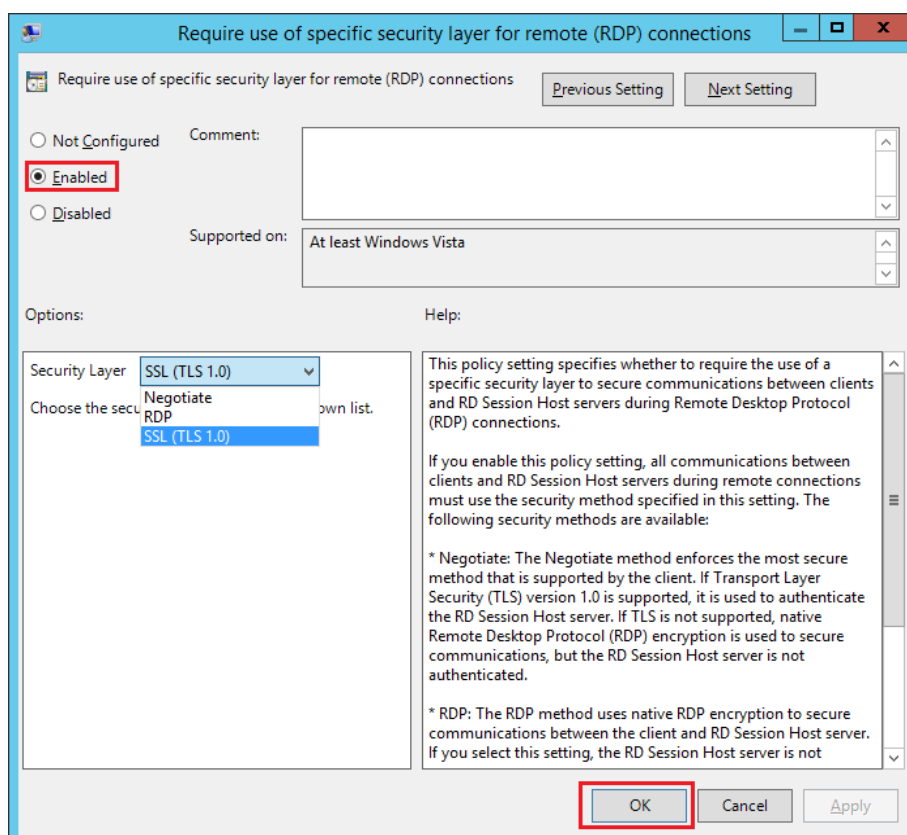 Require use of specific security layer for remote (RDP) connections
Require use of specific security layer for remote (RDP) connections
Previous Setting
Next Setting
Not Configured
Comment:
Enabled
Disabled
Supported on:
At least Windows Vista
Options:
Help:
Security Layer
SSL (TLS 1.0)
Negotiate
Choose the secu
own list.
RDP
SSL (TLS 1.0)
This policy setting specifies whether to require the use of a
specific security layer to secure communications between clients
and RD Session Host servers during Remote Desktop Protocol
(RDP) connections.
If you enable this policy setting, all communications between
clients and RD Session Host servers during remote connections
must use the security method specified in this setting. The
following security methods are available:
* Negotiate: The Negotiate method enforces the most secure
method that is supported by the client. If Transport Layer
Security (TLS) version 1.0 is supported, it is used to authenticate
the RD Session Host server. If TLS is not supported, native
Remote Desktop Protocol (RDP) encryption is used to secure
communications, but the RD Session Host server is not
authenticated.
* RDP: The RDP method uses native RDP encryption to secure
communications between the client and RD Session Host server.
If you select this setting, the RD Session Host server is not
OK
Cancel
Apply